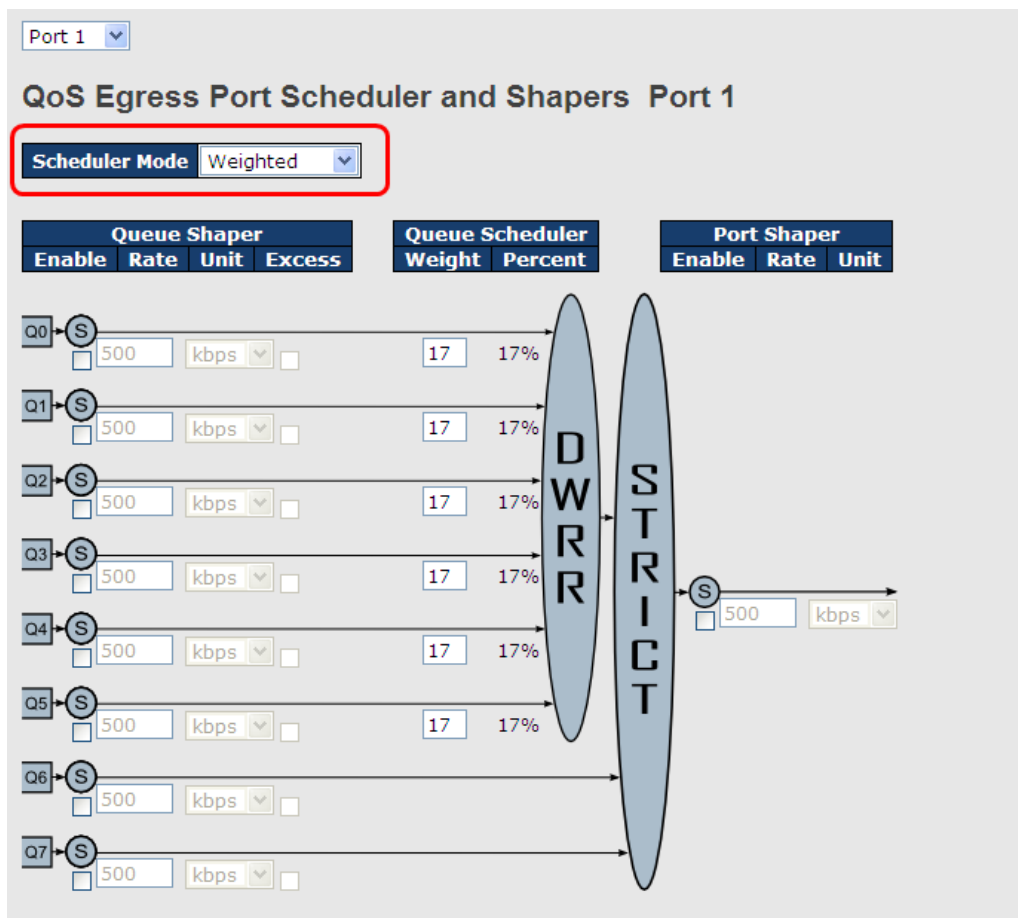 Port 1
QoS Egress Port Scheduler and Shapers Port 1
Scheduler Mode Weighted
Queue Shaper Queue Scheduler Port Shaper
Enable Rate Unit Excess Weight Percent Enable Rate Unit
Q0 S
500 kbps 17 17%
Q1 S
500 kbps 17 17%
Q2 S
500 kbps 17 17%
Q3 S
500 kbps 17 17%
Q4 S
500 kbps 17 17%
Q5 S
500 kbps 17 17%
Q6 S
500 kbps
Q7 S
500 kbps
DWRR
STRICT
S
500 kbps